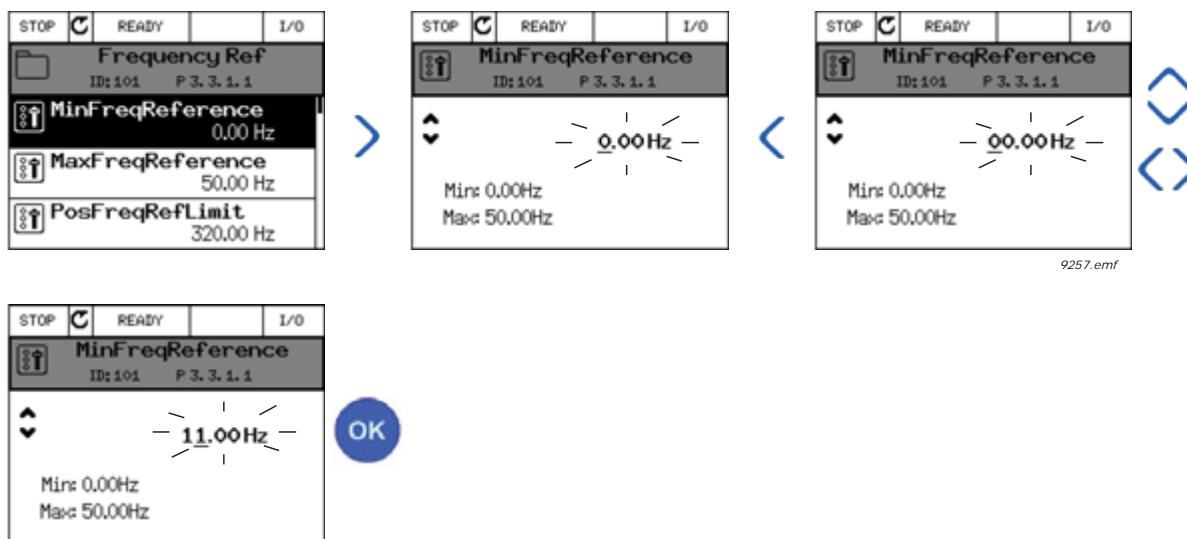 STOP READY I/O
Frequency Ref
ID:101 P 3.3.1.1
MinFreqReference
0.00 Hz
MaxFreqReference
50.00 Hz
PosFreqRefLimit
320.00 Hz
STOP READY I/O
MinFreqReference
ID:101 P 3.3.1.1
0.00Hz
Min: 0.00Hz
Max: 50.00Hz
STOP READY I/O
MinFreqReference
ID:101 P 3.3.1.1
00.00Hz
Min: 0.00Hz
Max: 50.00Hz
9257.emf
STOP READY I/O
MinFreqReference
ID:101 P 3.3.1.1
11.00Hz
Min: 0.00Hz
Max: 50.00Hz
OK